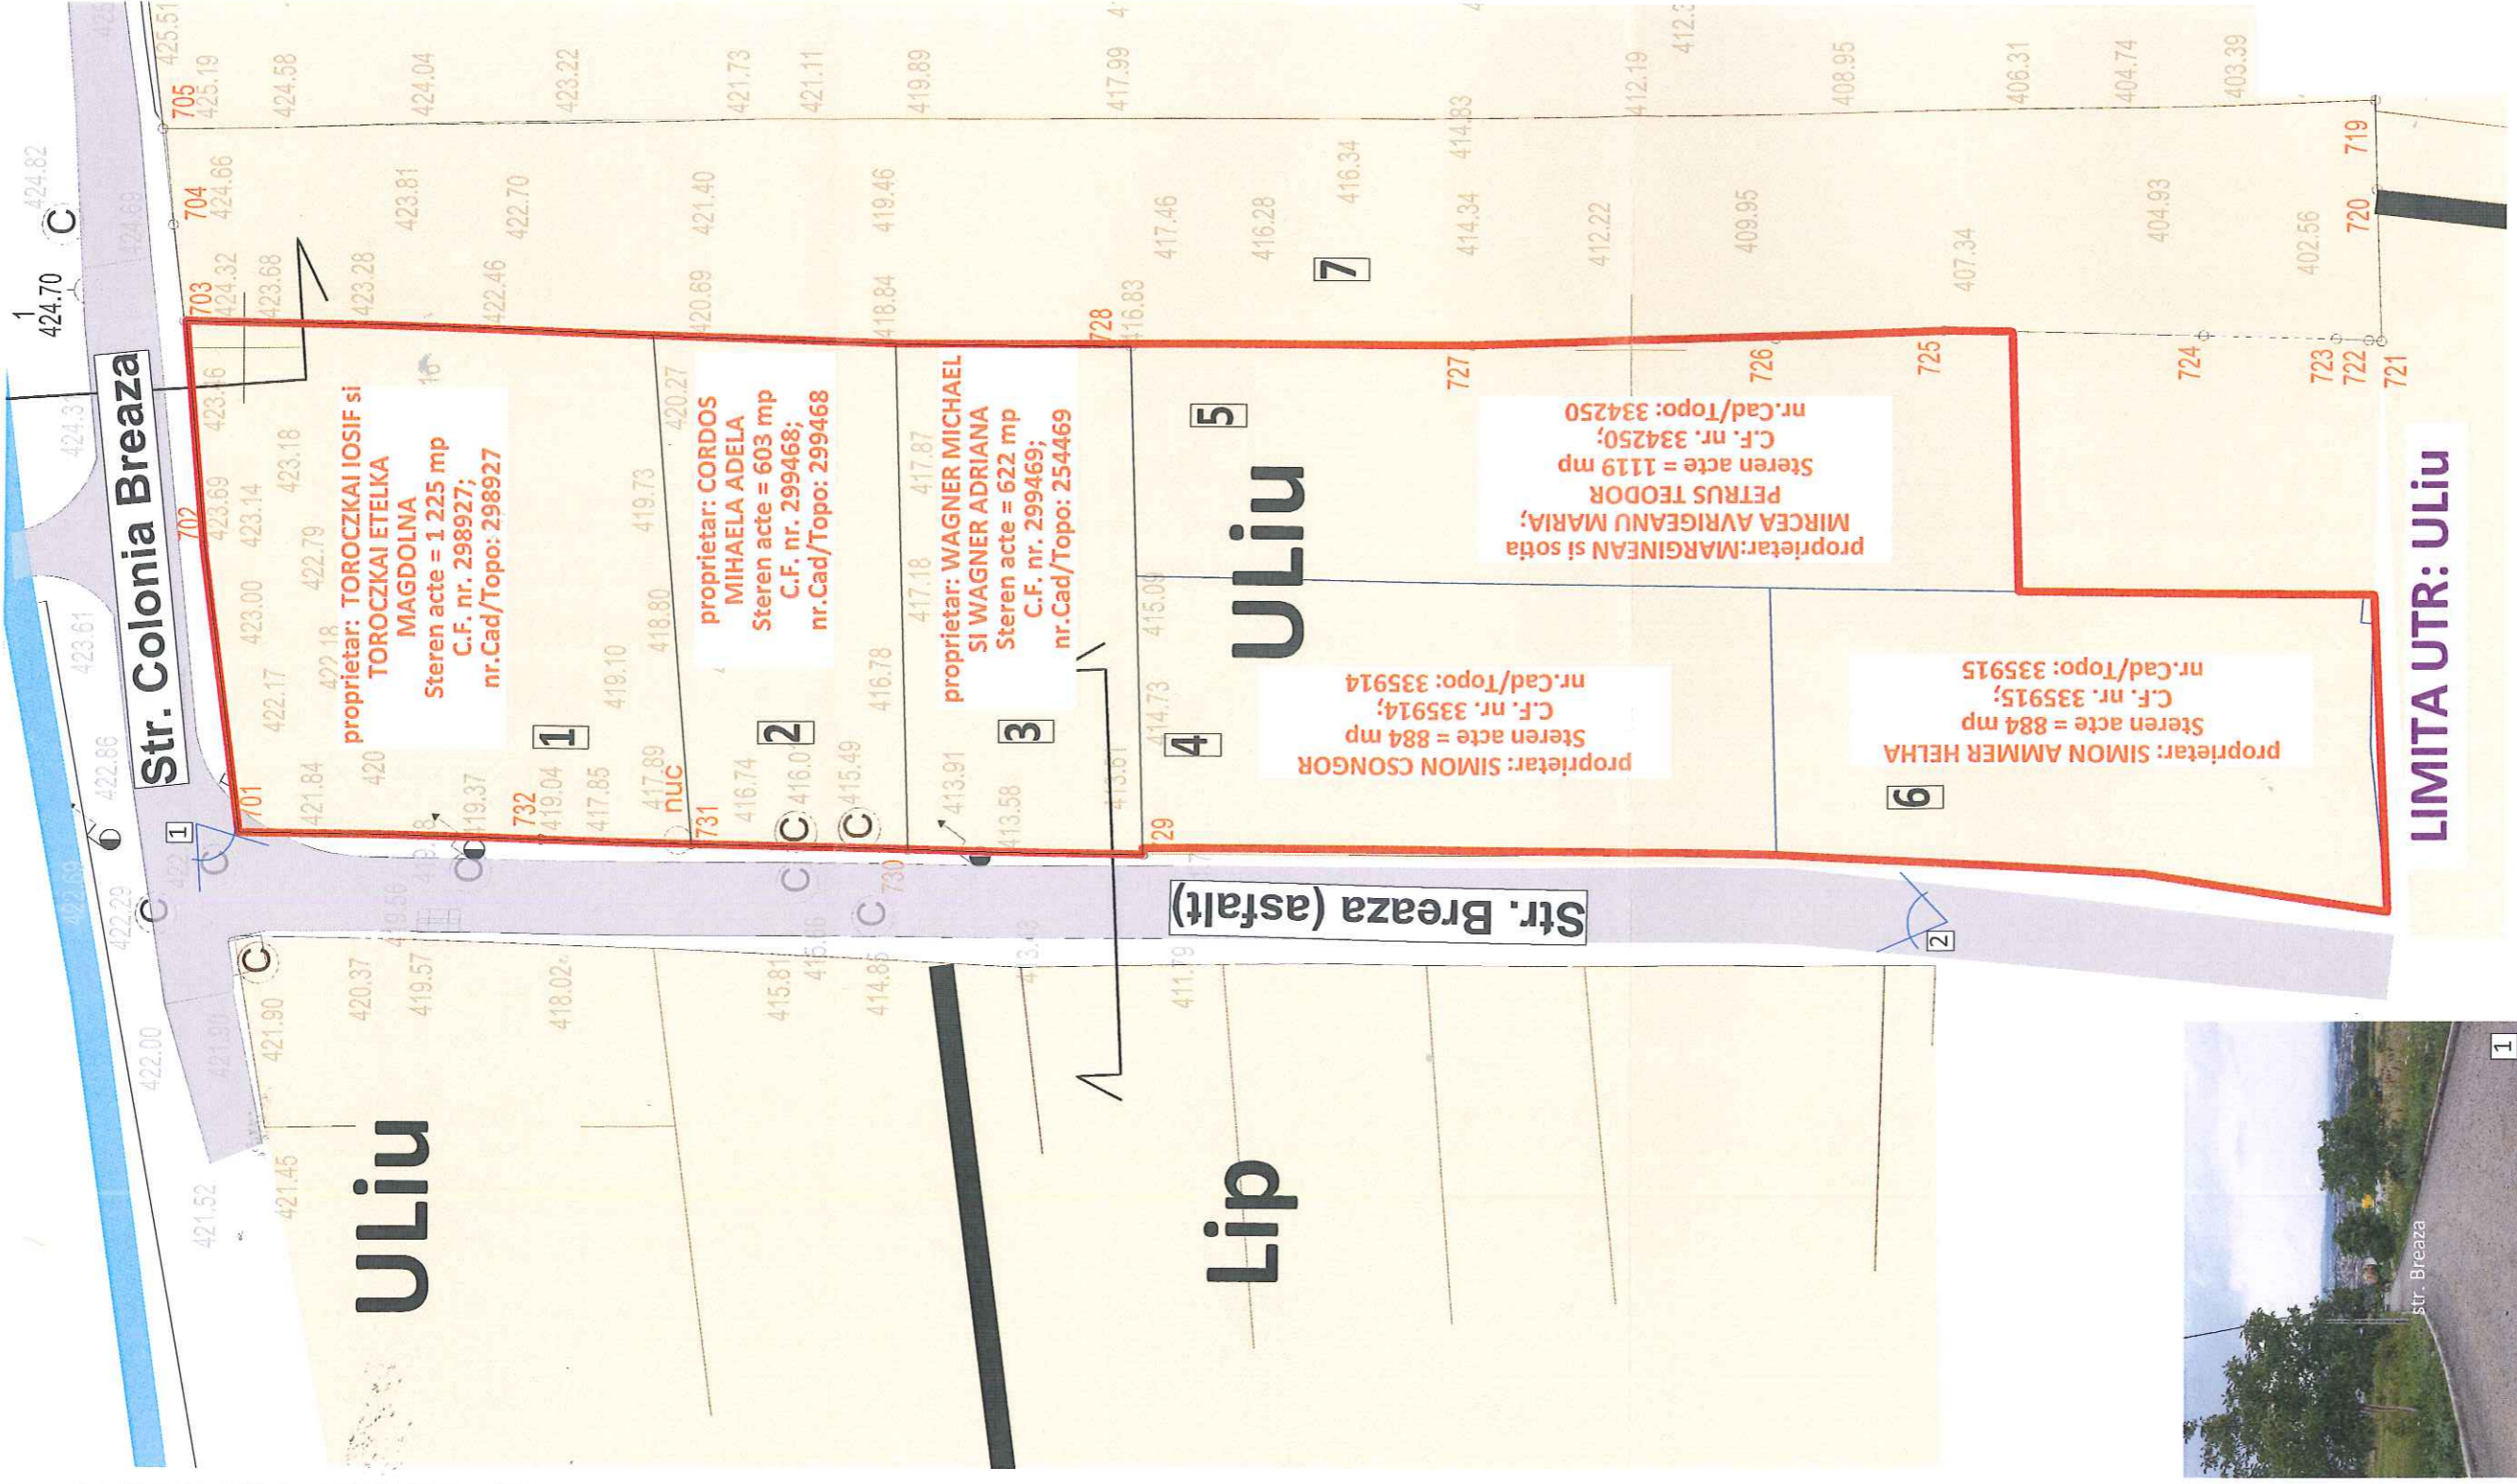 1
424.70
C
424.82
425.51
705
425.19
424.58
424.04
423.22
421.73
421.11
419.89
417.99
412.19
408.95
406.31
404.74
403.39
424.69
704
424.66
423.81
422.70
421.40
419.46
417.46
416.28
416.34
414.34
414.83
412.22
409.95
407.34
404.93
402.56
719
720
703
424.32
423.68
423.28
422.46
420.69
418.84
728
416.83
7
727
726
725
724
723
722
721
Str. Colonia Breaza
423.61
422.86
422.29
422.00
421.52
421.90
421.45
702
423.46
423.69
423.18
423.14
423.00
422.79
422.18
422.17
421.84
420
701
1
proprietar: TOROCZKAI IOSIF si
TOROCZKAI ETELKA
MAGDOLNA
Steren acte = 1 225 mp
C.F. nr. 298927;
nr.Cad/Topo: 298927
1
419.37
732
419.04
417.85
417.89
nuc
731
419.10
418.80
419.73
420.27
proprietar: CORDOS
MIHAELA ADELA
Steren acte = 603 mp
C.F. nr. 299468;
nr.Cad/Topo: 299468
2
416.74
C
C
415.49
416.78
417.18
417.87
proprietar: WAGNER MICHAEL
SI WAGNER ADRIANA
Steren acte = 622 mp
C.F. nr. 299469;
nr.Cad/Topo: 254469
3
413.91
413.58
730
415.09
414.73
29
4
5
ULiu
proprietar: SIMON CSONGOR
Steren acte = 884 mp
C.F. nr. 335914;
nr.Cad/Topo: 335914
proprietar:MARGINEAN si sotia
MIRCEA AVRIGEANU MARIA;
PETRUS TEODOR
Steren acte = 1119 mp
C.F. nr. 334250;
nr.Cad/Topo: 334250
6
proprietar: SIMON AMMER HELHA
Steren acte = 884 mp
C.F. nr. 335915;
nr.Cad/Topo: 335915
LIMITA UTR: ULiu
C
C
C
C
C
C
Str. Breaza (asfalt)
2
421.90
420.37
419.57
418.02
415.81
414.85
411.79
ULiu
Lip
str. Breaza
1